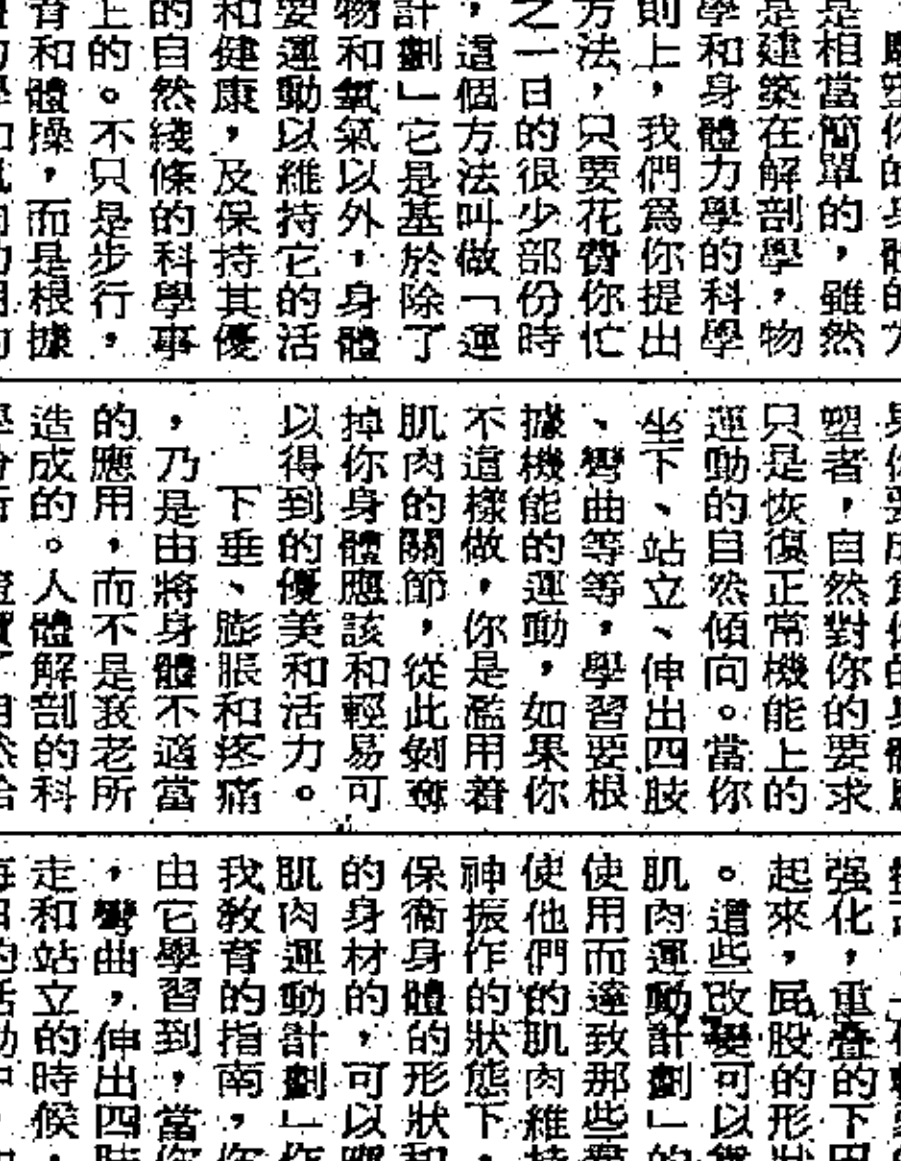 是相當簡單的,雖然
是建築在解剖學,物
學和身體力學的科學
則上,我們爲你提出
方法,只要花費你忙
之一日的很少部份時
,這個方法叫做「運
計劃」它是基於除了
物和氧氣以外,身體
要運動以維持它的活
和健康,及保持其優
的自然綫條的科學事
上的。不只是步行,
育和體操,而是根據
塑者,自然對你的要求
只是恢復正常機能上的
運動的自然傾向。當你
坐下、站立、伸出四肢
、彎曲等等,學習要根
據機能的運動,如果你
不這樣做,你是濫用着
肌肉的關節,從此剝奪
掉你身體應該和輕易可
以得到的優美和活力。
下垂、膨脹和疼痛
,乃是由將身體不適當
的應用,而不是衰老所
造成的。人體解剖的科
强化,重叠的下
起來,屁股的形狀
。這些改變可以
肌肉運動計劃」的
使用而達致那些
使他們的肌肉維持
神振作的狀態下,
保衞身體的形狀和
的身材的,可以
肌肉運動計劃」作
我教育的指南,你
由它學習到,當你
,彎曲,伸出四肢
走和站立的時候,